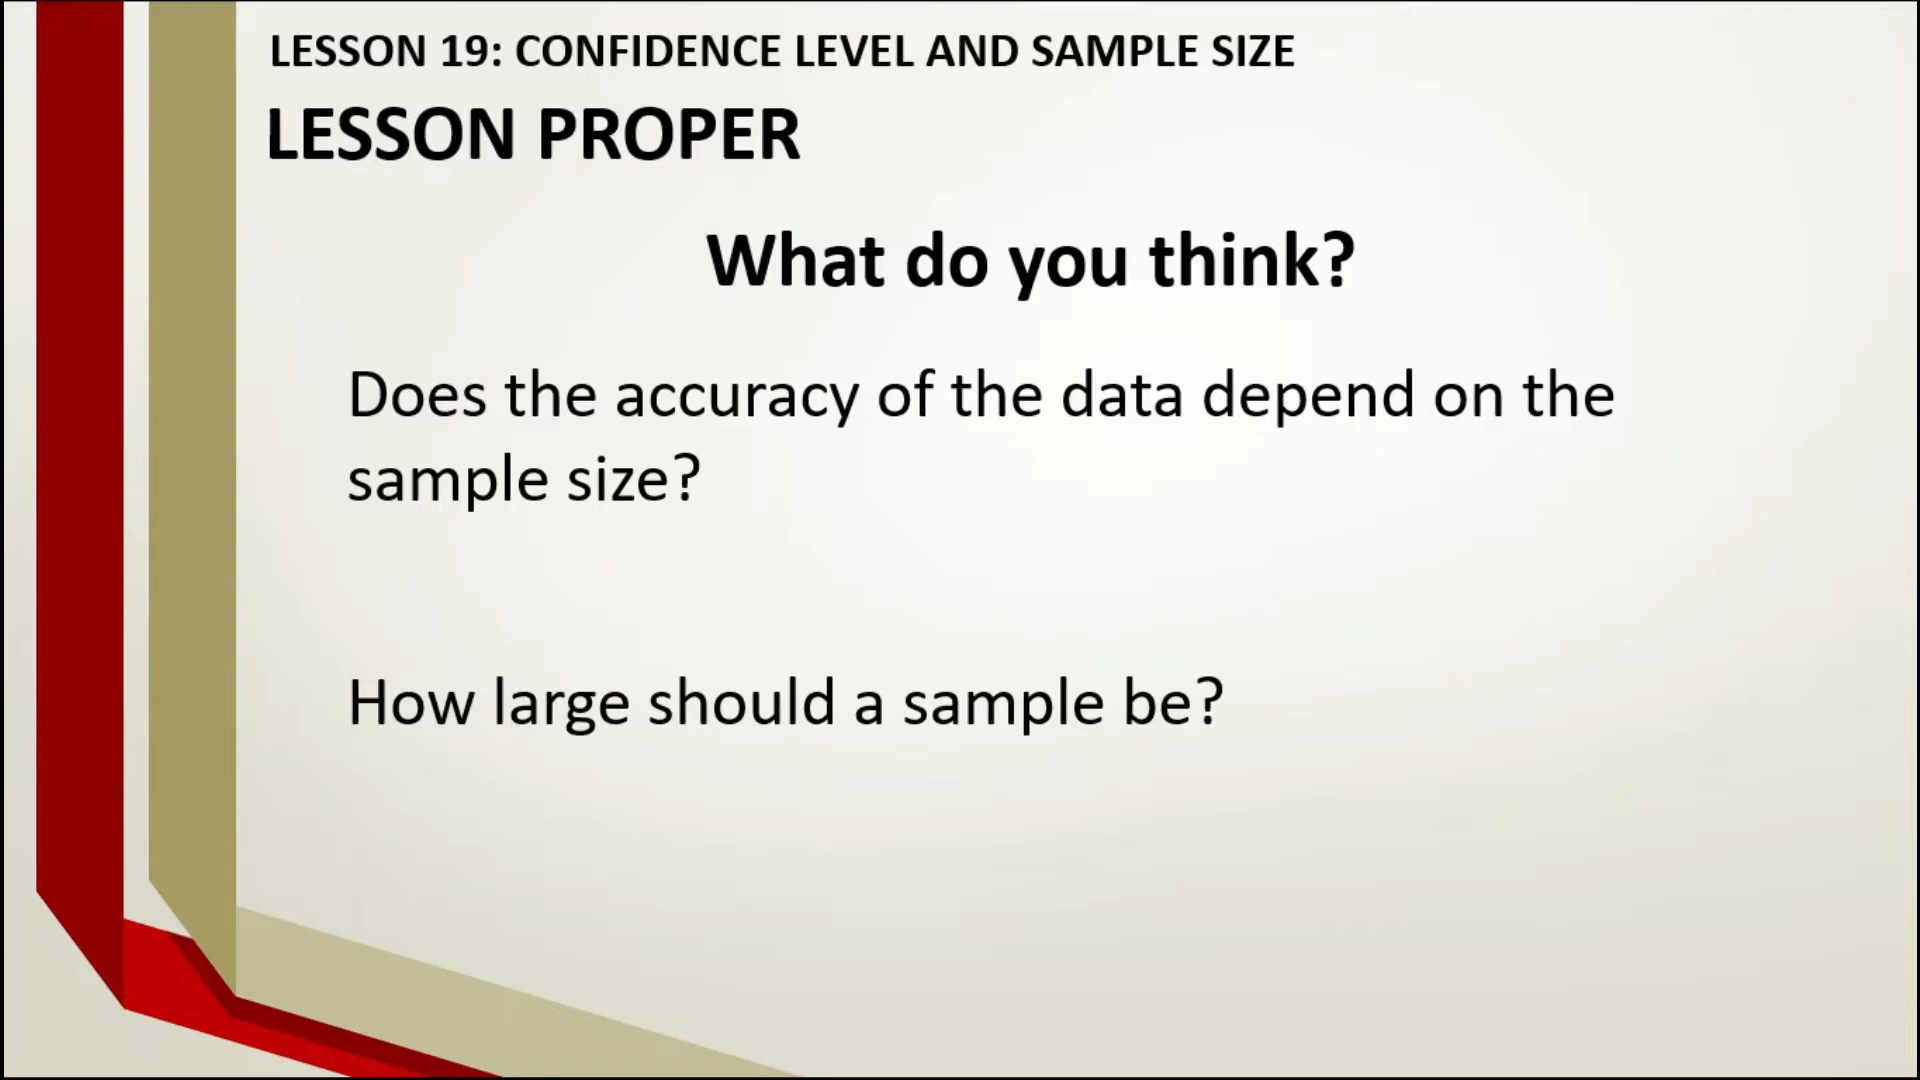 LESSON 19: CONFIDENCE LEVEL AND SAMPLE SIZE
LESSON PROPER
What do you think?
Does the accuracy of the data depend on the
sample size?
How large should a sample be?